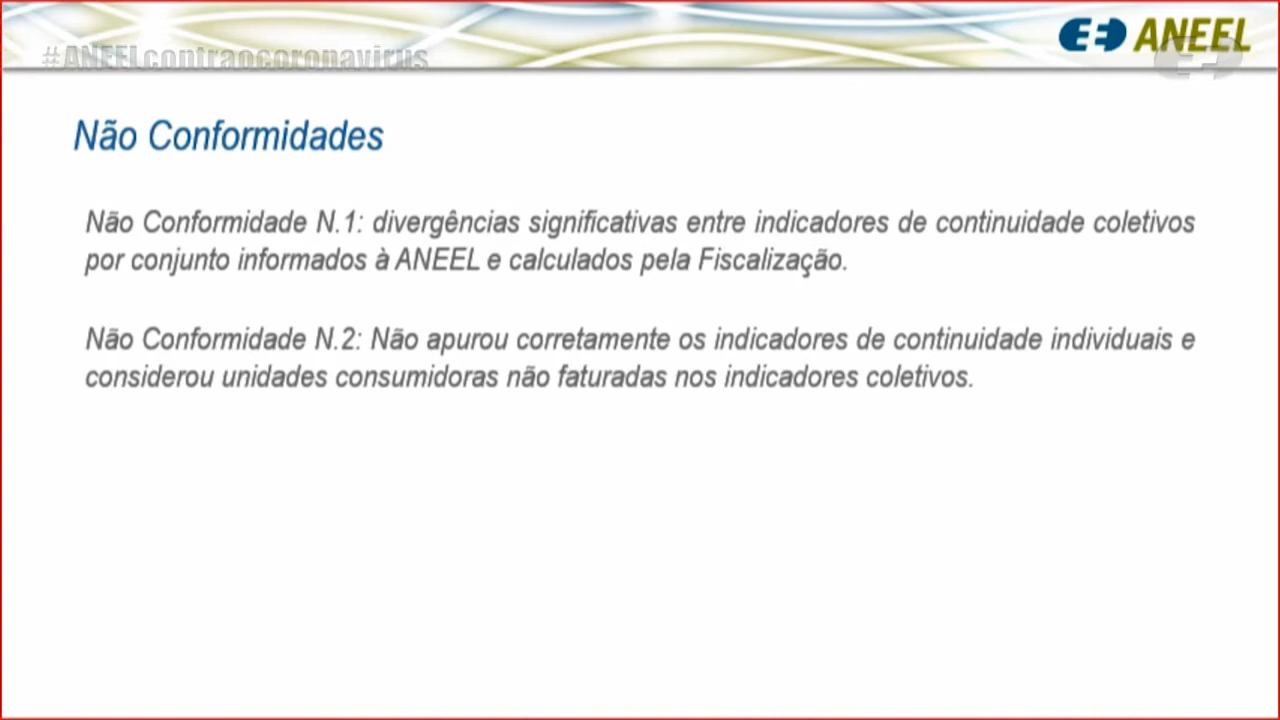 #ANEELcontraocoronavirus
ANEEL
Não Conformidades
Não Conformidade N.1: divergências significativas entre indicadores de continuidade coletivos
por conjunto informados à ANEEL e calculados pela Fiscalização.
Não Conformidade N.2: Não apurou corretamente os indicadores de continuidade individuais e
considerou unidades consumidoras não faturadas nos indicadores coletivos.